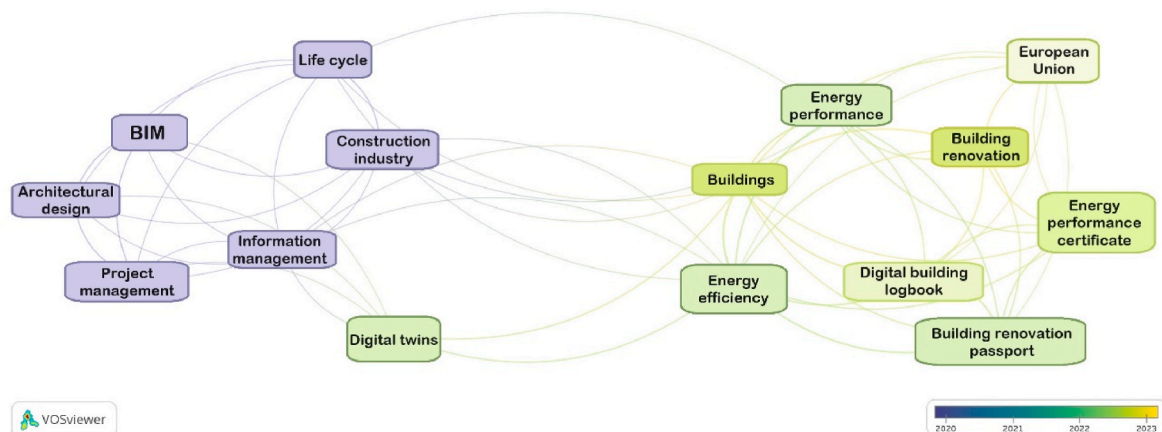 Life cycle
European
Union
Energy
performance
BIM
Construction
industry
Building
renovation
Buildings
Architectural
design
Energy
performance
certificate
Information
management
Project
management
Digital building
logbook
Energy
efficiency
Digital twins
Building renovation
passport
VOSviewer
2020 2021 2022 2023